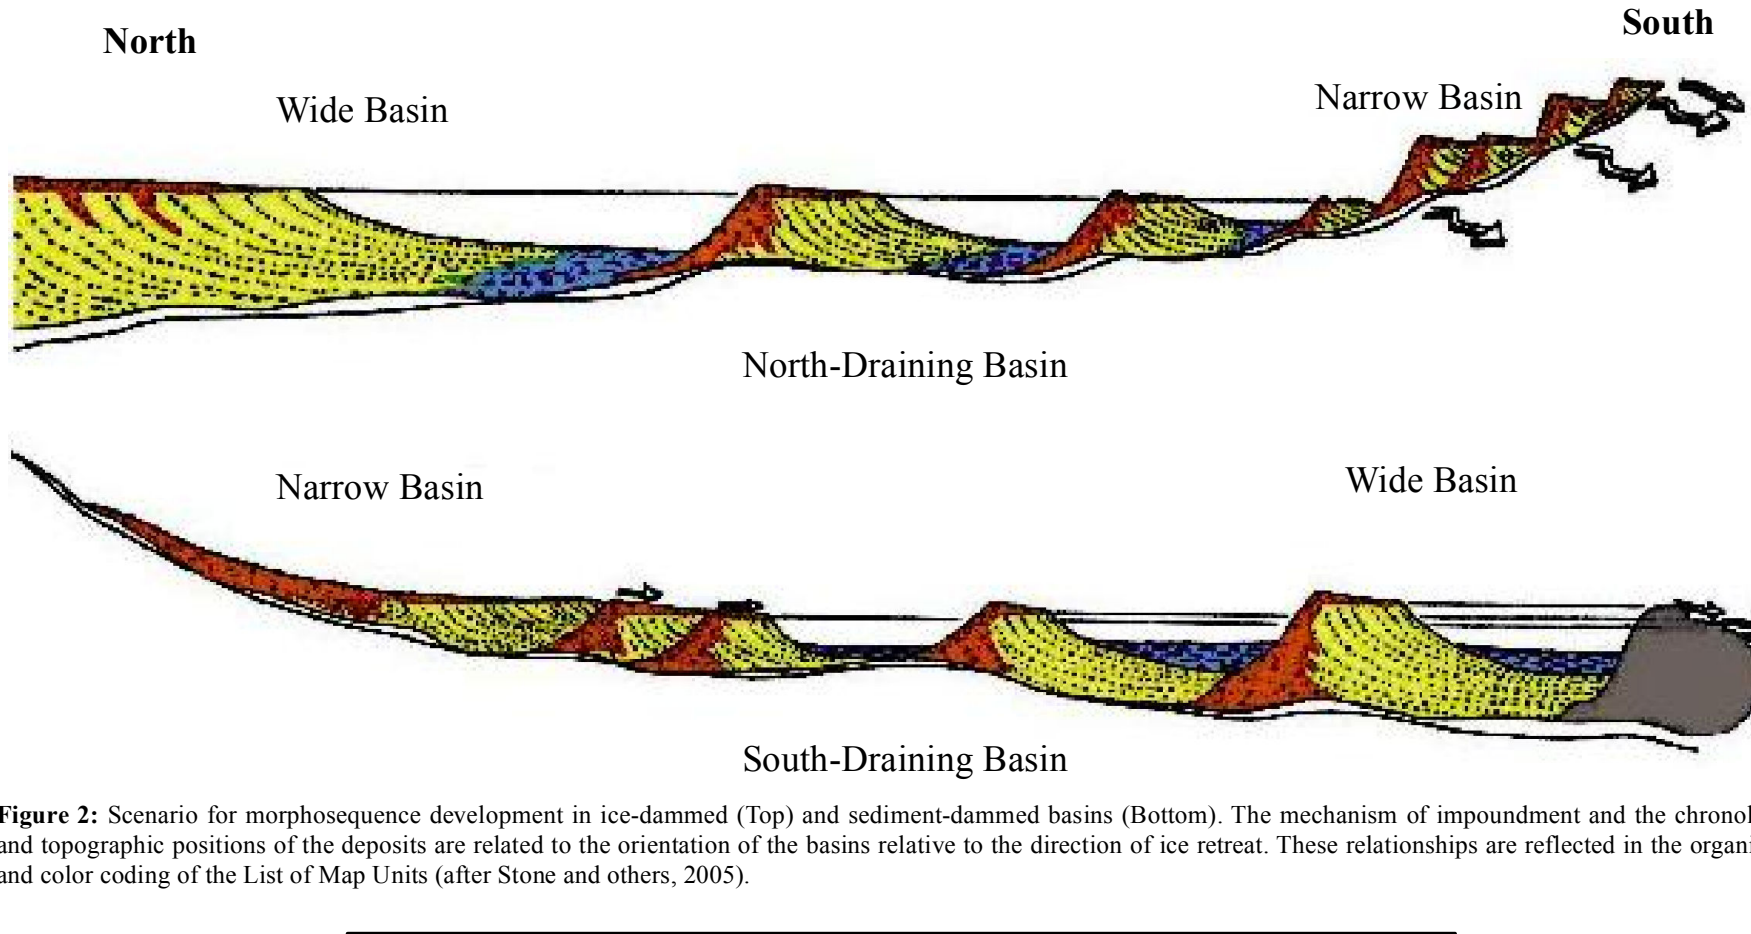 North
South
Wide Basin
Narrow Basin
North-Draining Basin
Narrow Basin
Wide Basin
South-Draining Basin
Figure 2: Scenario for morphosequence development in ice-dammed (Top) and sediment-dammed basins (Bottom). The mechanism of impoundment and the
and topographic positions of the deposits are related to the orientation of the basins relative to the direction of ice retreat. These relationships are reflected in the
and color coding of the List of Map Units (after Stone and others, 2005).